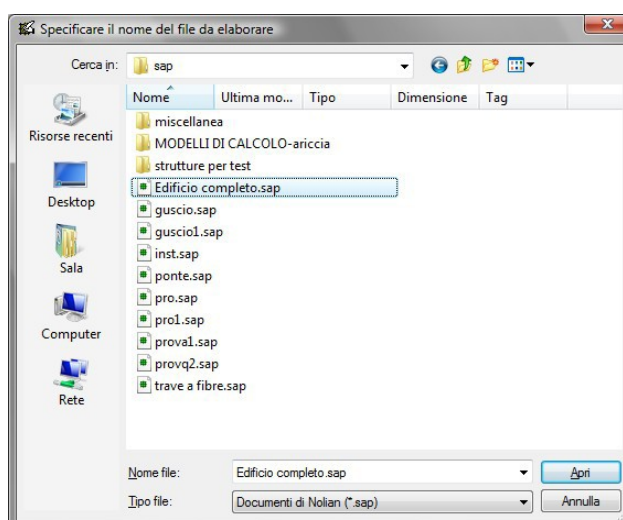 Specificare il nome del file da elaborare
Cerca in: sap
Nome Ultima mo... Tipo Dimensione Tag
miscellanea
MODELLI DI CALCOLO-ariccia
strutture per test
Edificio completo.sap
guscio.sap
guscio1.sap
inst.sap
ponte.sap
pro.sap
pro1.sap
prova1.sap
provq2.sap
trave a fibre.sap
Risorse recenti
Desktop
Sala
Computer
Rete
Nome file: Edificio completo.sap Apri
Tipo file: Documenti di Nolian (*.sap) Annulla